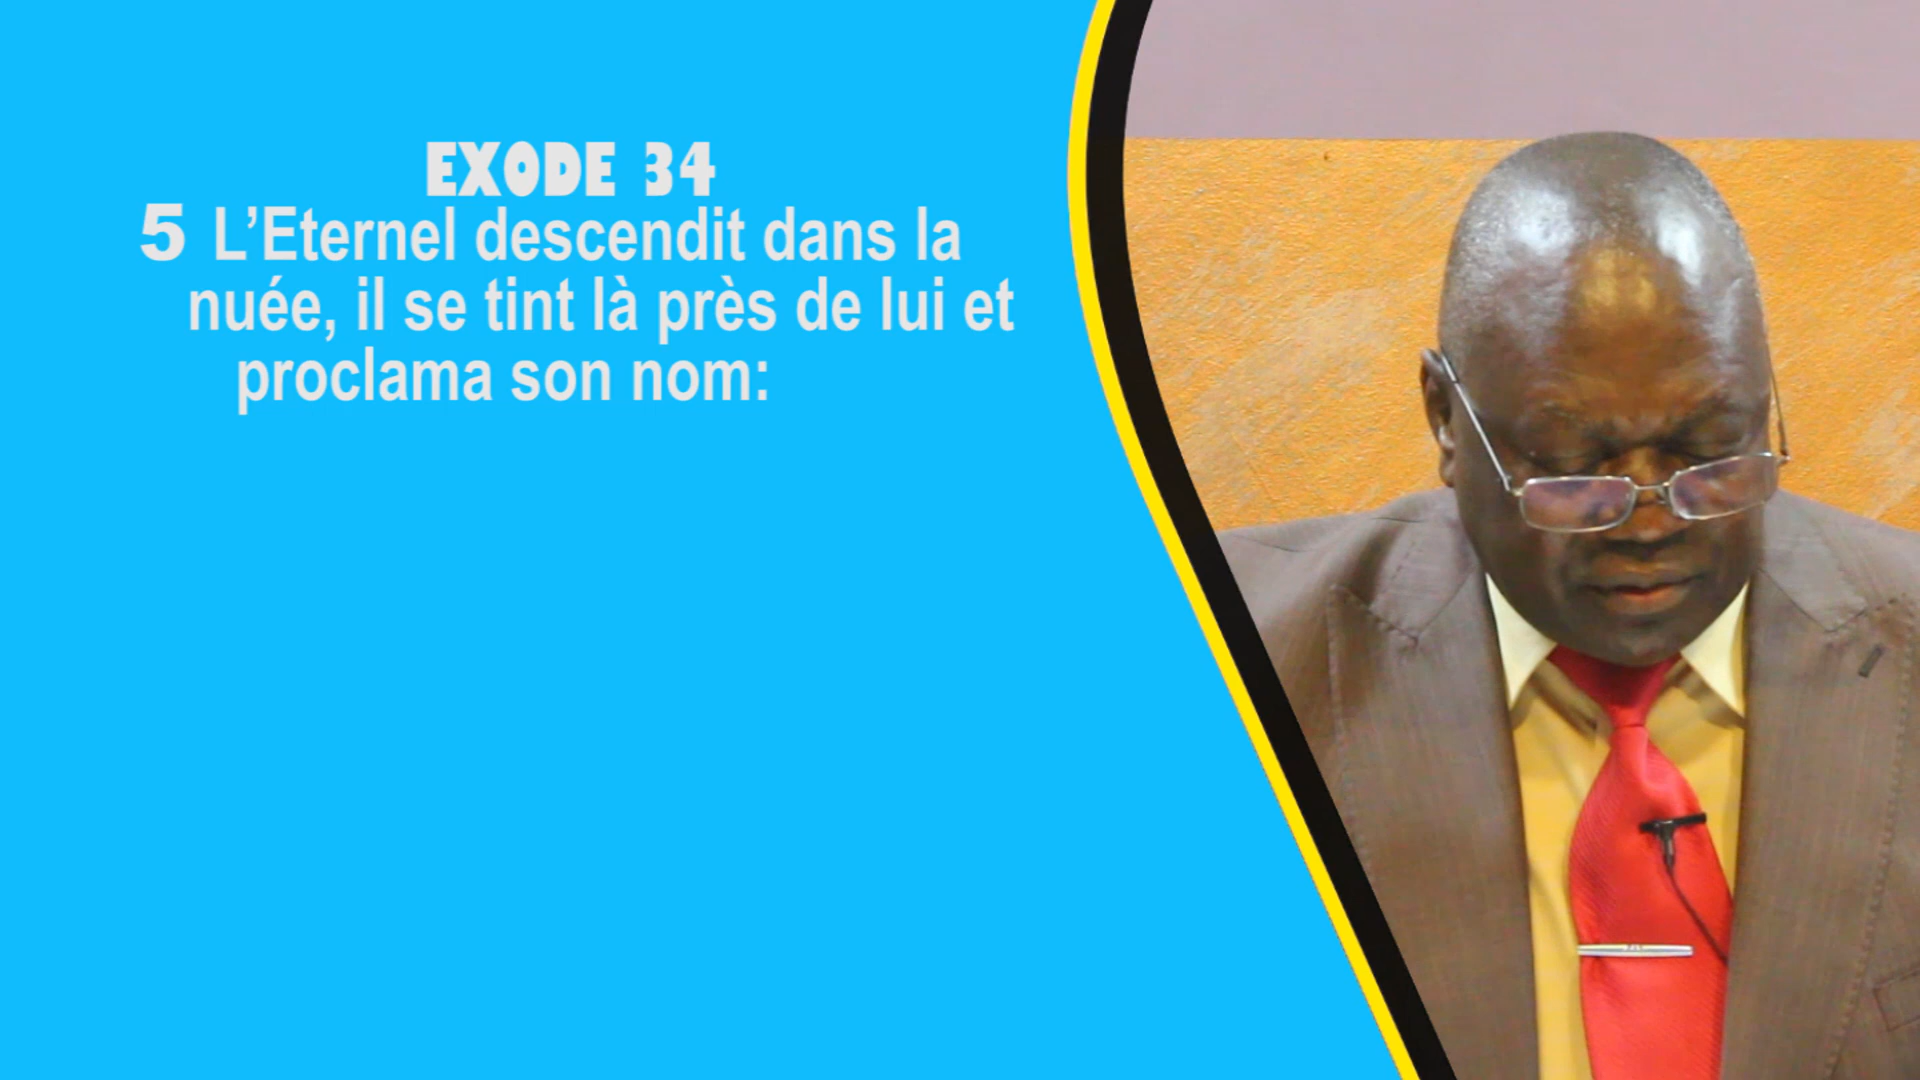 EXODE 34
5 L’Eternel descendit dans la
nuée, il se tint là près de lui et
proclama son nom: